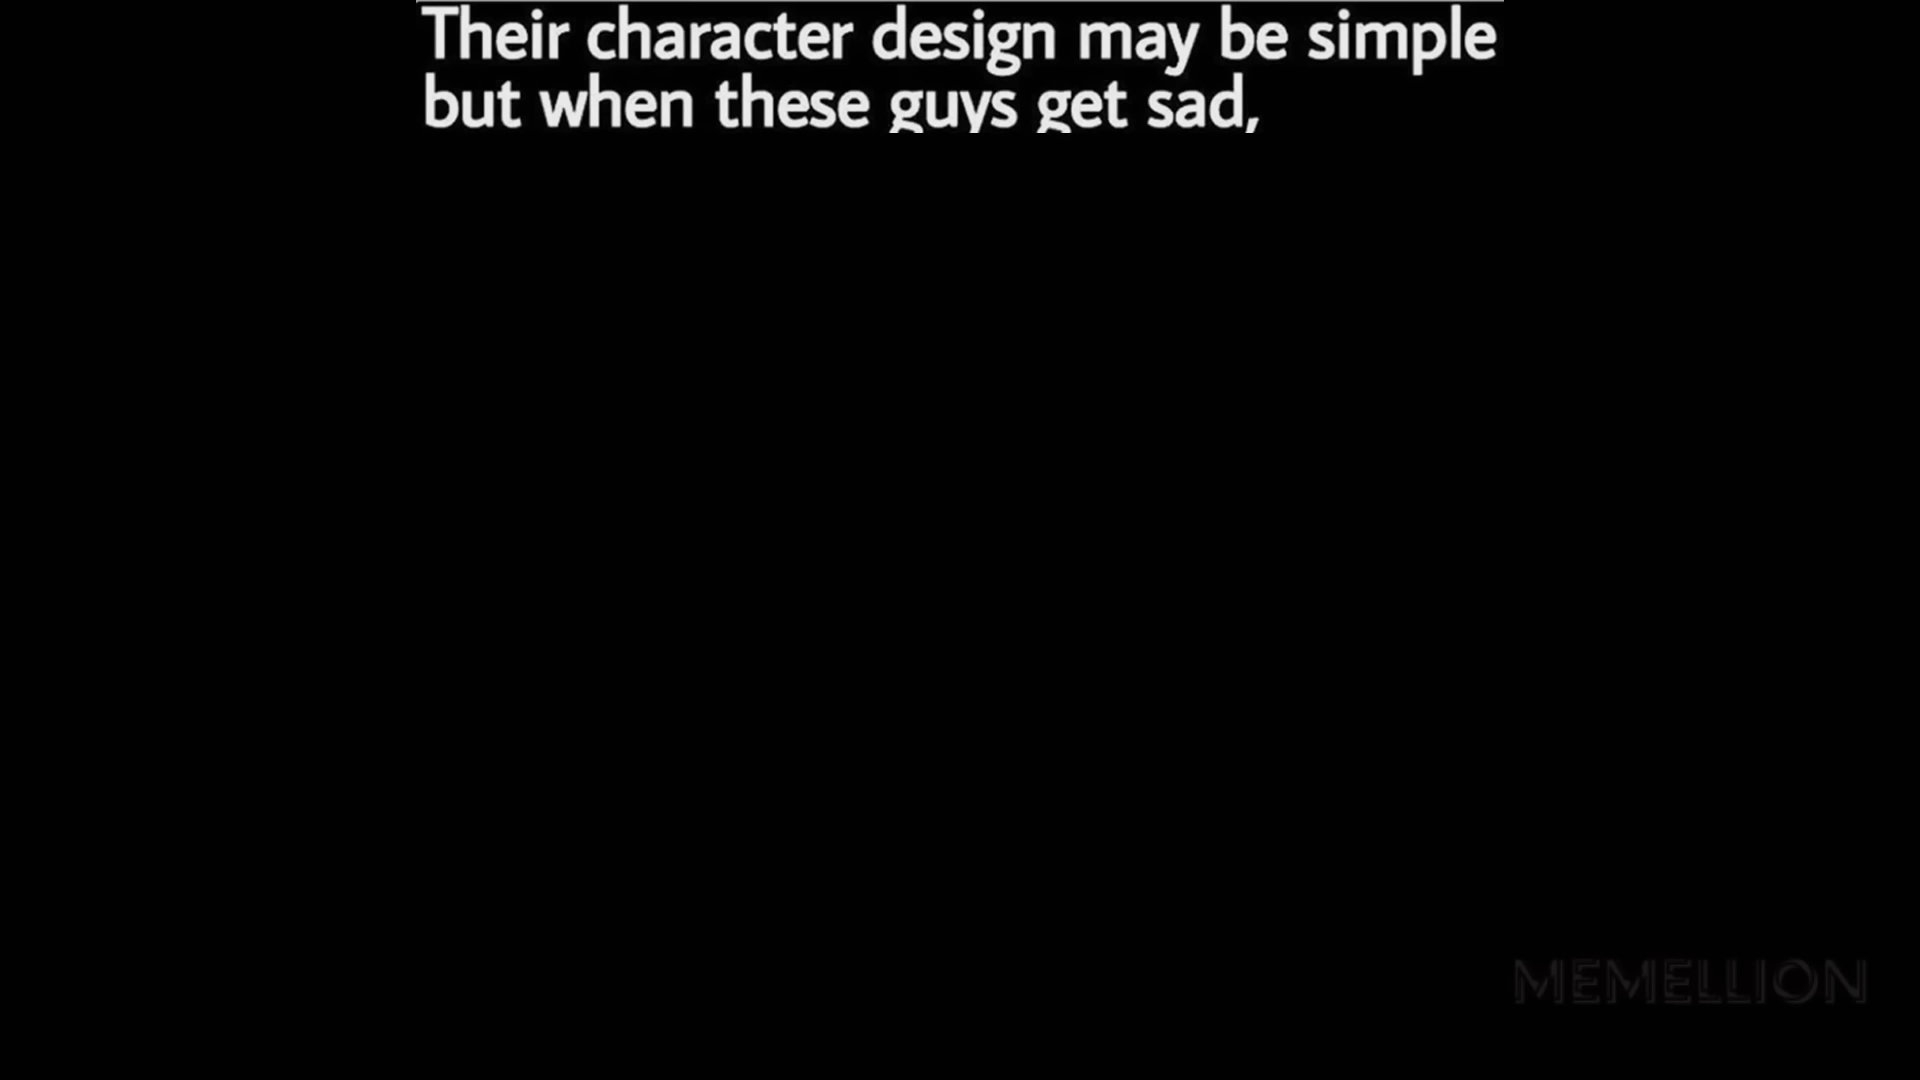 Their character design may be simple
but when these guys get sad,
MEMELLION